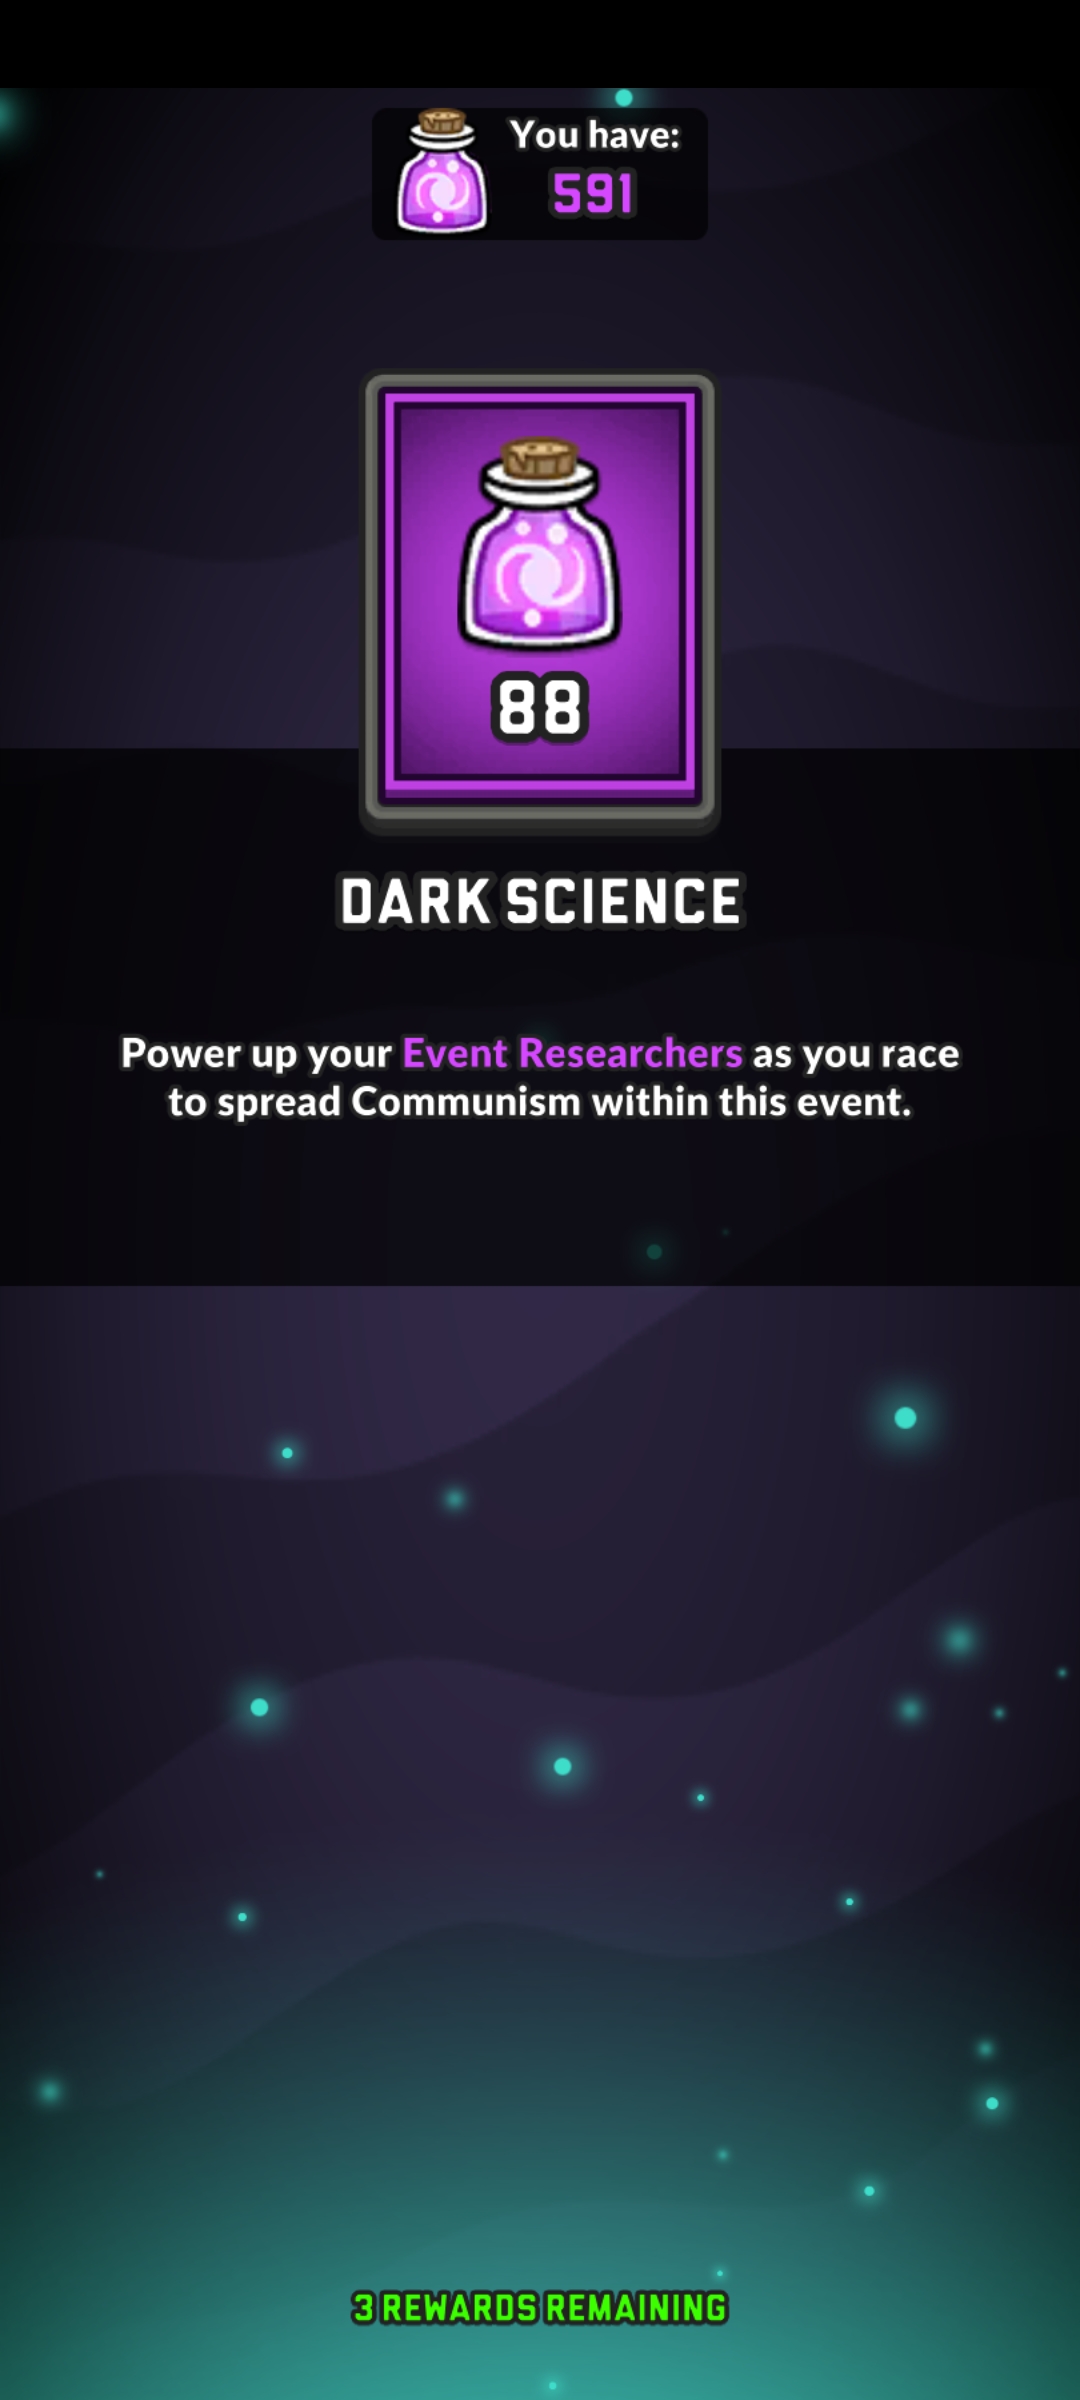 You have:
591
88
DARK SCIENCE
Power up your Event Researchers as you race
to spread Communism within this event.
3 REWARDS REMAINING